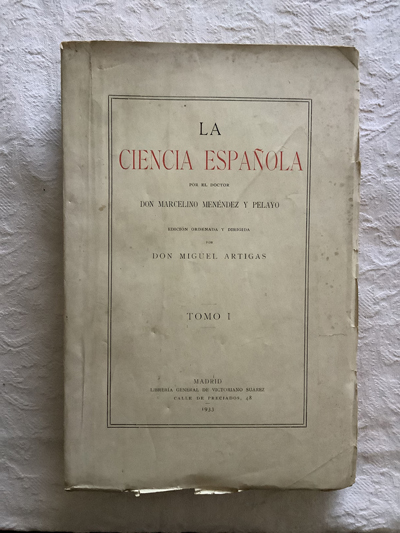 LA
CIENCIA ESPAÑOLA
POR EL DOCTOR
DON MARCELINO MENÉNDEZ Y PELAYO
EDICIÓN ORDENADA Y DIRIGIDA
POR
DON MIGUEL ARTIGAS
TOMO I
MADRID
LIBRERÍA GENERAL DE VICTORIANO SUÁREZ
CALLE DE PRECIADOS, 48
1933